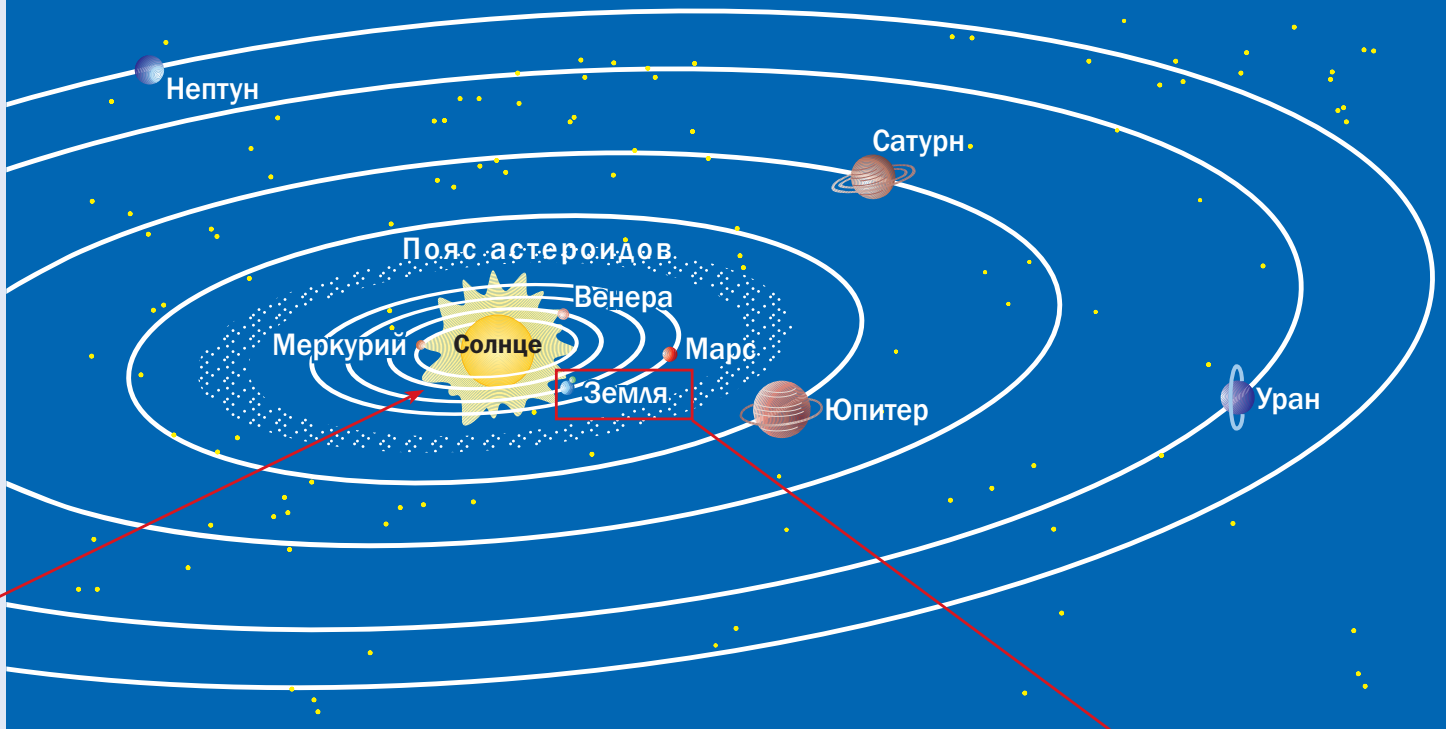 Нептун
Сатурн
Пояс астероидов
Венера
Меркурий
Солнце
Марс
Земля
Юпитер
Уран